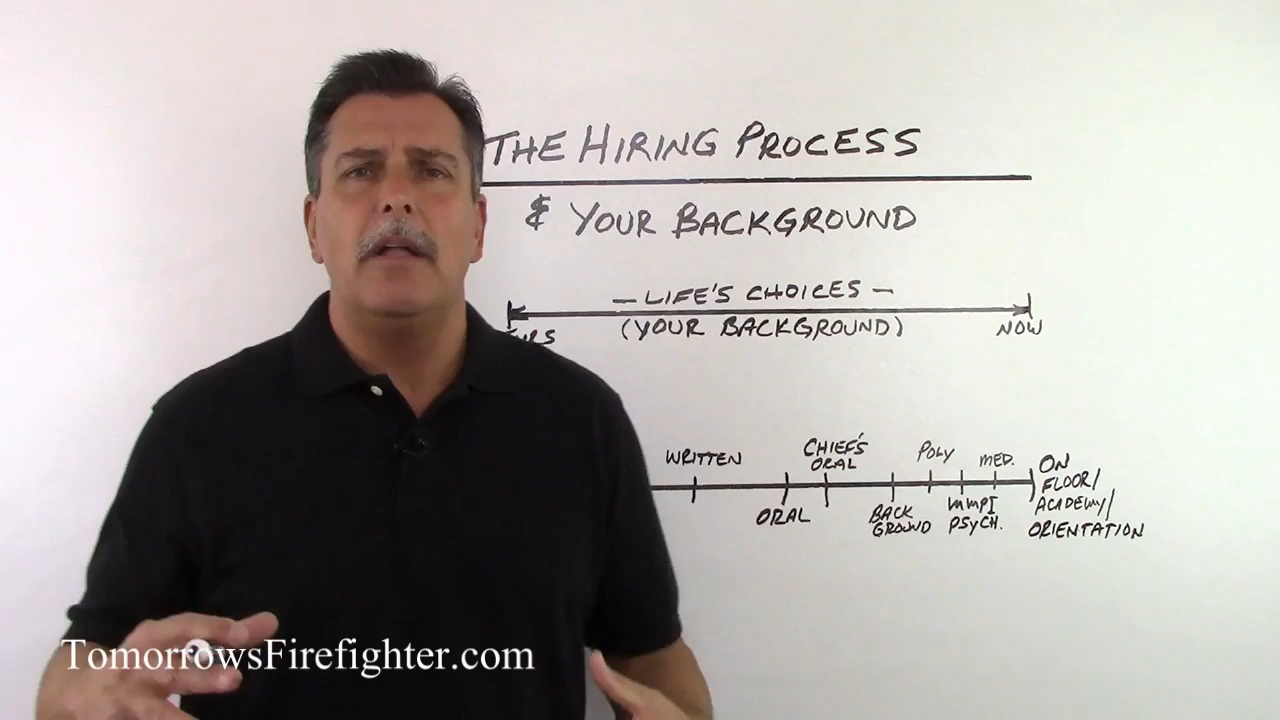 THE HIRING PROCESS
& YOUR BACKGROUND
- LIFE'S CHOICES -
(YOUR BACKGROUND)
NOW
WRITTEN
ORAL
CHIEF'S
ORAL
BACK
GROUND
POLY
MMPI
PSYCH.
MED.
ON
FLOOR/
ACADEMY/
ORIENTATION
TomorrowsFirefighter.com